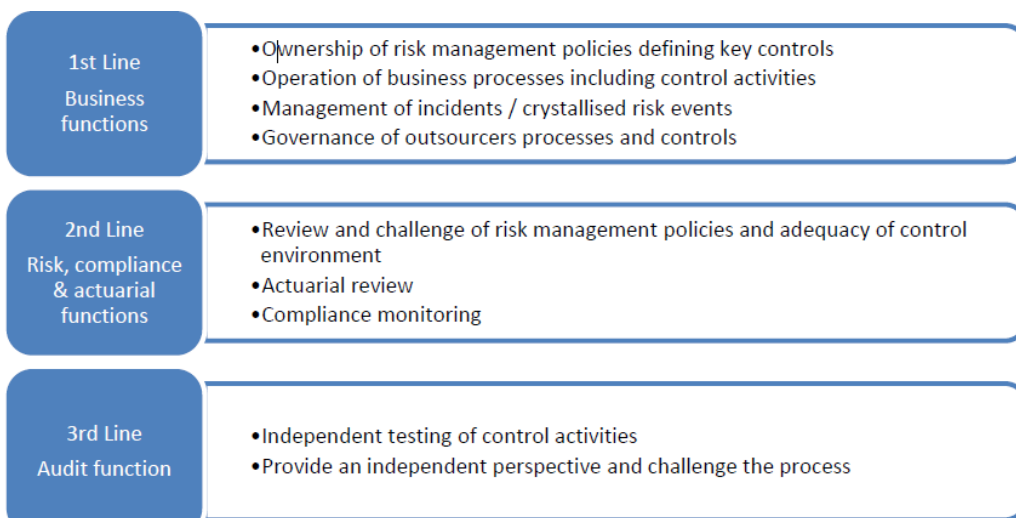 1st Line
Business
functions
•Ownership of risk management policies defining key controls
•Operation of business processes including control activities
•Management of incidents / crystallised risk events
•Governance of outsourcers processes and controls
2nd Line
Risk, compliance
& actuarial
functions
•Review and challenge of risk management policies and adequacy of control
environment
•Actuarial review
•Compliance monitoring
3rd Line
Audit function
•Independent testing of control activities
•Provide an independent perspective and challenge the process